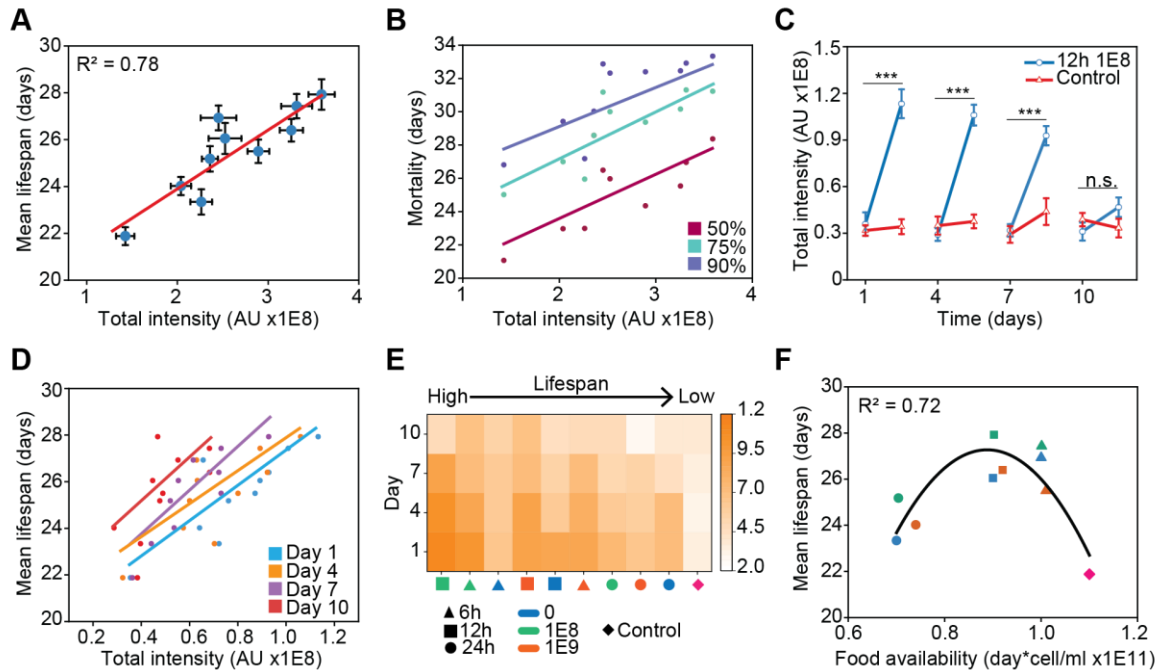 A
R² = 0.78
Mean lifespan (days)
30
28
26
24
22
20
1
2
3
4
Total intensity (AU x1E8)
B
Mortality (days)
34
32
30
28
26
24
22
20
50%
75%
90%
1
2
3
4
Total intensity (AU x1E8)
C
12h 1E8
Control
Total intensity (AU x1E8)
1.5
1.2
0.9
0.6
0.3
0
***
***
***
n.s.
1
4
7
10
Time (days)
D
Mean lifespan (days)
30
28
26
24
22
20
Day 1
Day 4
Day 7
Day 10
0.2
0.4
0.6
0.8
1.0
1.2
Total intensity (AU x1E8)
E
Lifespan
High
Low
Day
10
7
4
1
1.2
1.0
7.5
6.0
4.5
2.0
6h
12h
24h
0
1E8
1E9
Control
F
R² = 0.72
Mean lifespan (days)
30
28
26
24
22
20
0.6
0.8
1.0
1.2
Food availability (day*cell/ml x1E11)